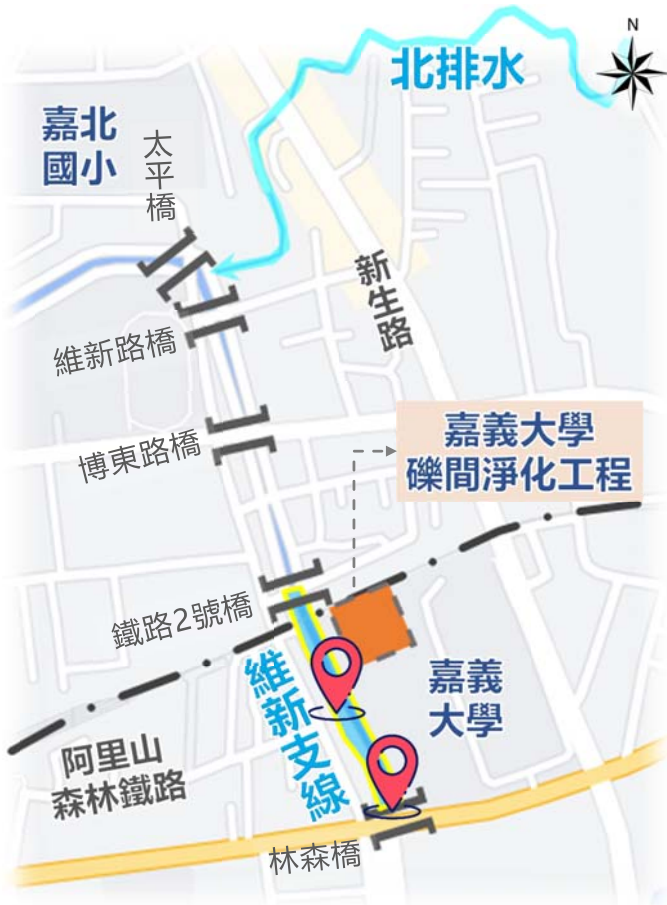 N
北排水
嘉北
國小
太平橋
新生路
維新路橋
博東路橋
嘉義大學
礫間淨化工程
鐵路2號橋
維新支線
嘉義
大學
阿里山
森林鐵路
林森橋